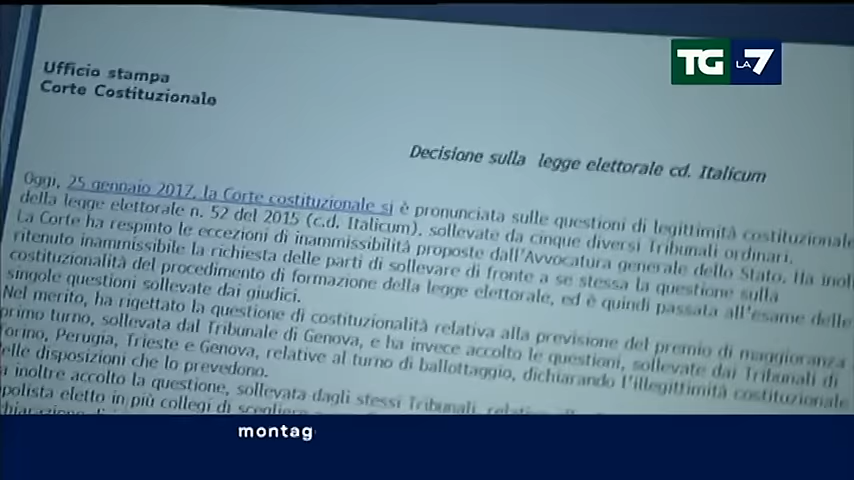 TG LA 7
Ufficio stampa
Corte Costituzionale
Decisione sulla legge elettorale cd. Italicum
Oggi, 25 gennaio 2017, la Corte costituzionale si è pronunciata sulle questioni di legittimità costituzionale
della legge elettorale n. 52 del 2015 (c.d. Italicum), sollevate da cinque diversi Tribunali ordinari.
La Corte ha respinto le eccezioni di inammissibilità proposte dall'Avvocatura generale dello Stato. Ha inol
ritenuto inammissibile la richiesta delle parti di sollevare di fronte a se stessa la questione sulla
costituzionalità del procedimento di formazione della legge elettorale, ed è quindi passata all'esame delle
singole questioni sollevate dai giudici.
Nel merito, ha rigettato la questione di costituzionalità relativa alla previsione del premio di maggioranza
primo turno, sollevata dal Tribunale di Genova, e ha invece accolto le questioni, sollevate dai Tribunali di
Torino, Perugia, Trieste e Genova, relative al turno di ballottaggio, dichiarando l'illegittimità costituzionale
elle disposizioni che lo prevedono.
a inoltre accolto la questione, sollevata dagli stessi Tribunali,
polista eletto in più collegi di scegliere
montag